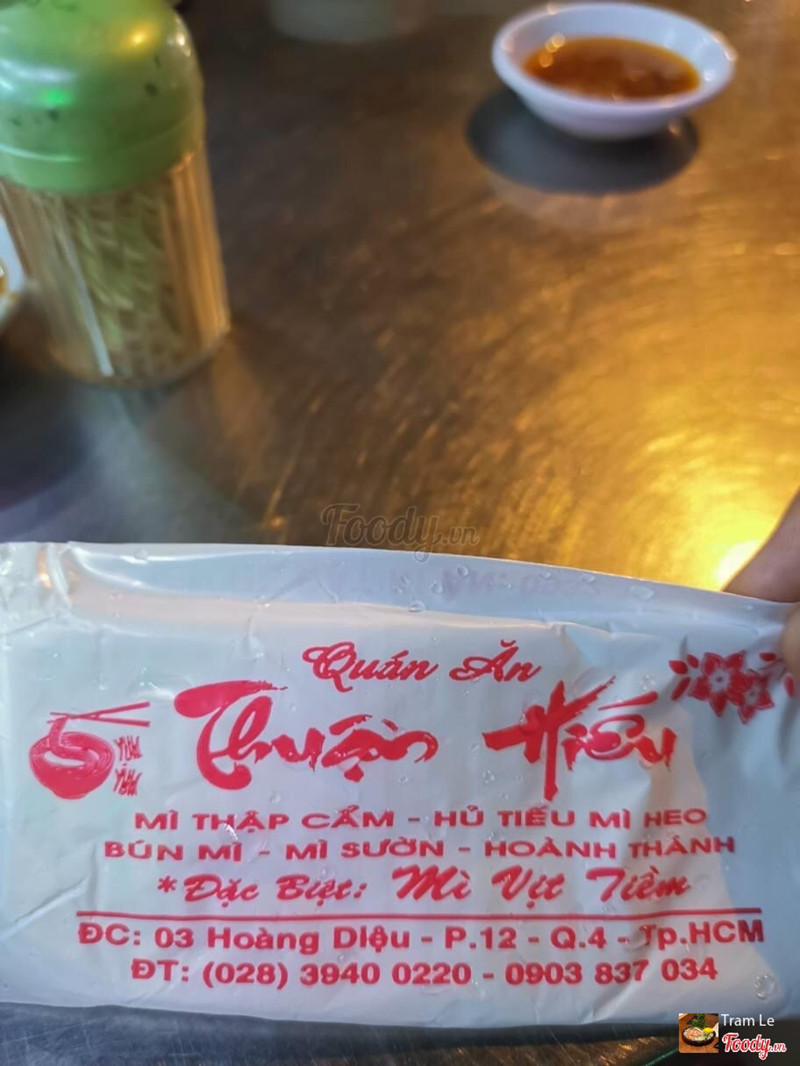 Foody.vn
Quán Ăn
Thuận Hiếu
MÌ THẬP CẨM - HỦ TIẾU MÌ HEO
BÚN MÌ - MÌ SƯỜN - HOÀNH THÁNH
*Đặc Biệt: Mì Vịt Tiềm
ĐC: 03 Hoàng Diệu - P.12 - Q.4 - Tp.HCM
ĐT: (028) 3940 0220 - 0903 837 034
Tram Le
Foody.vn